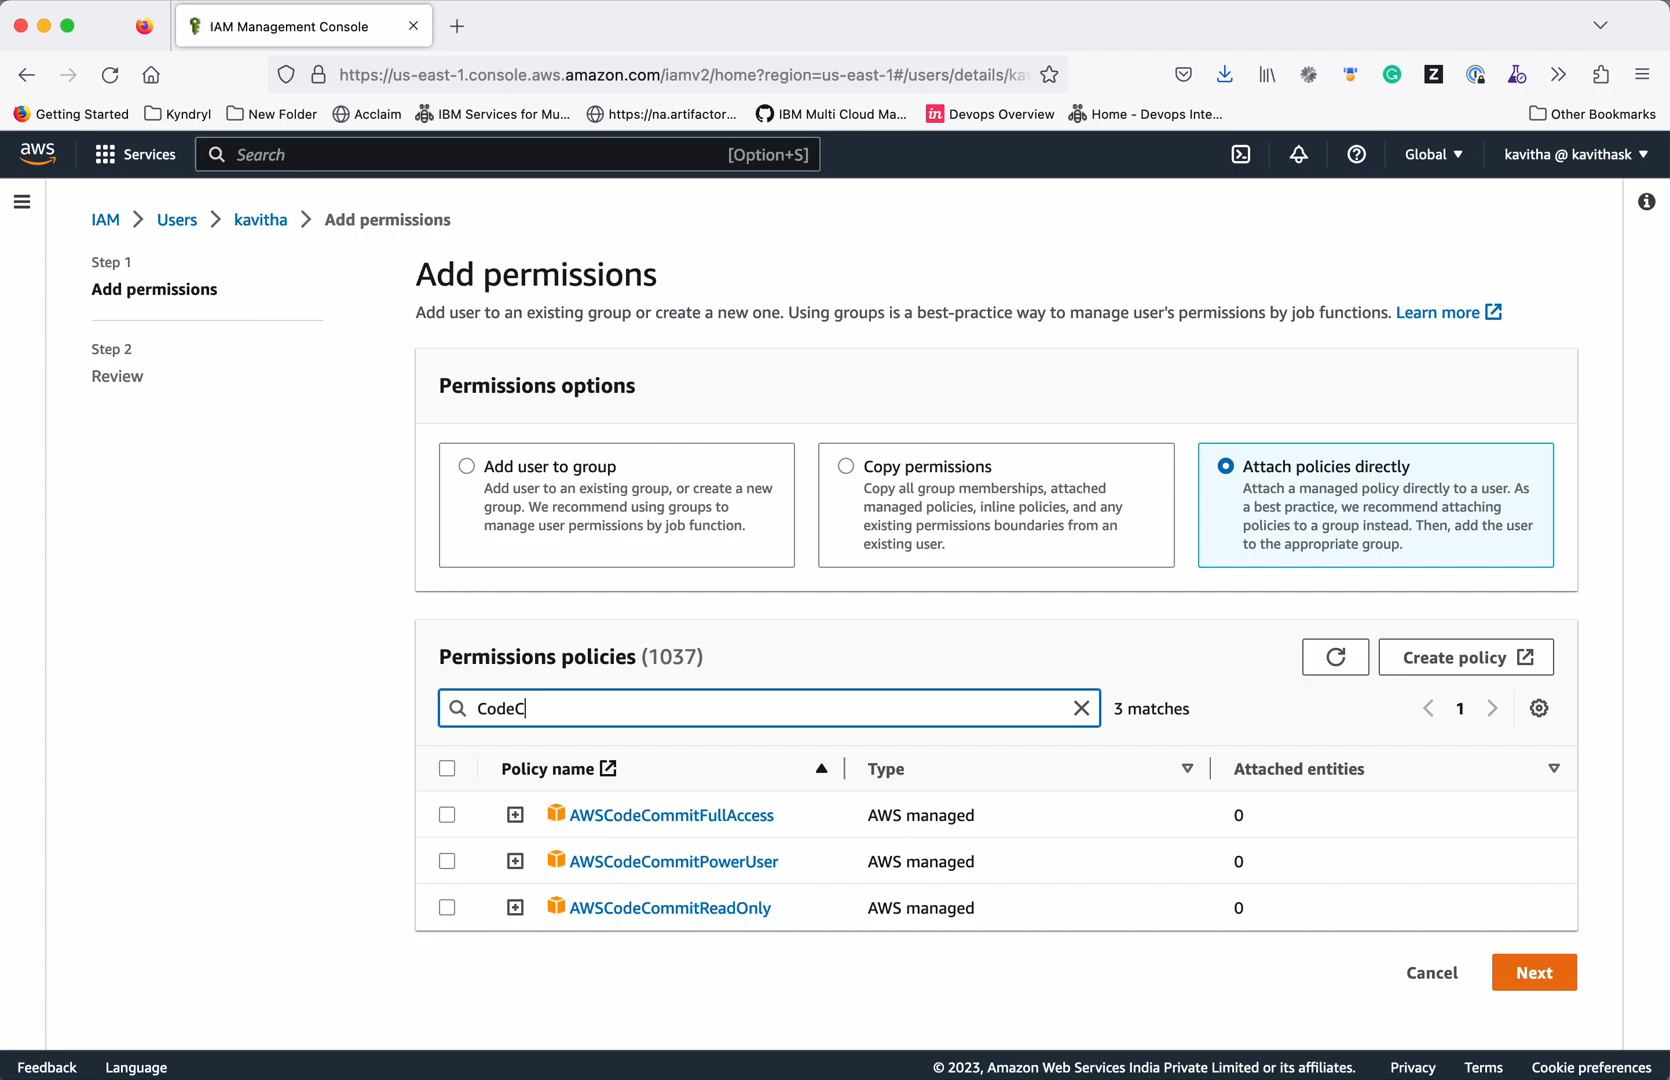 IAM Management Console
https://us-east-1.console.aws.amazon.com/iamv2/home?region=us-east-1#/users/details/kav
Getting Started
Kyndryl
New Folder
Acclaim
IBM Services for Mu...
https://na.artifactor...
IBM Multi Cloud Ma...
in
Devops Overview
Home - Devops Inte...
Other Bookmarks
aws
Services
Search
[Option+S]
Global
kavitha @ kavithask
IAM
Users
kavitha
Add permissions
Step 1
Add permissions
Step 2
Review
Add permissions
Add user to an existing group or create a new one. Using groups is a best-practice way to manage user's permissions by job functions. Learn more
Permissions options
Add user to group
Add user to an existing group, or create a new
group. We recommend using groups to
manage user permissions by job function.
Copy permissions
Copy all group memberships, attached
managed policies, inline policies, and any
existing permissions boundaries from an
existing user.
Attach policies directly
Attach a managed policy directly to a user. As
a best practice, we recommend attaching
policies to a group instead. Then, add the user
to the appropriate group.
Permissions policies (1037)
Create policy
CodeC
3 matches
1
Policy name
Type
Attached entities
AWSCodeCommitFullAccess
AWS managed
0
AWSCodeCommitPowerUser
AWS managed
0
AWSCodeCommitReadOnly
AWS managed
0
Cancel
Next
Feedback
Language
© 2023, Amazon Web Services India Private Limited or its affiliates.
Privacy
Terms
Cookie preferences